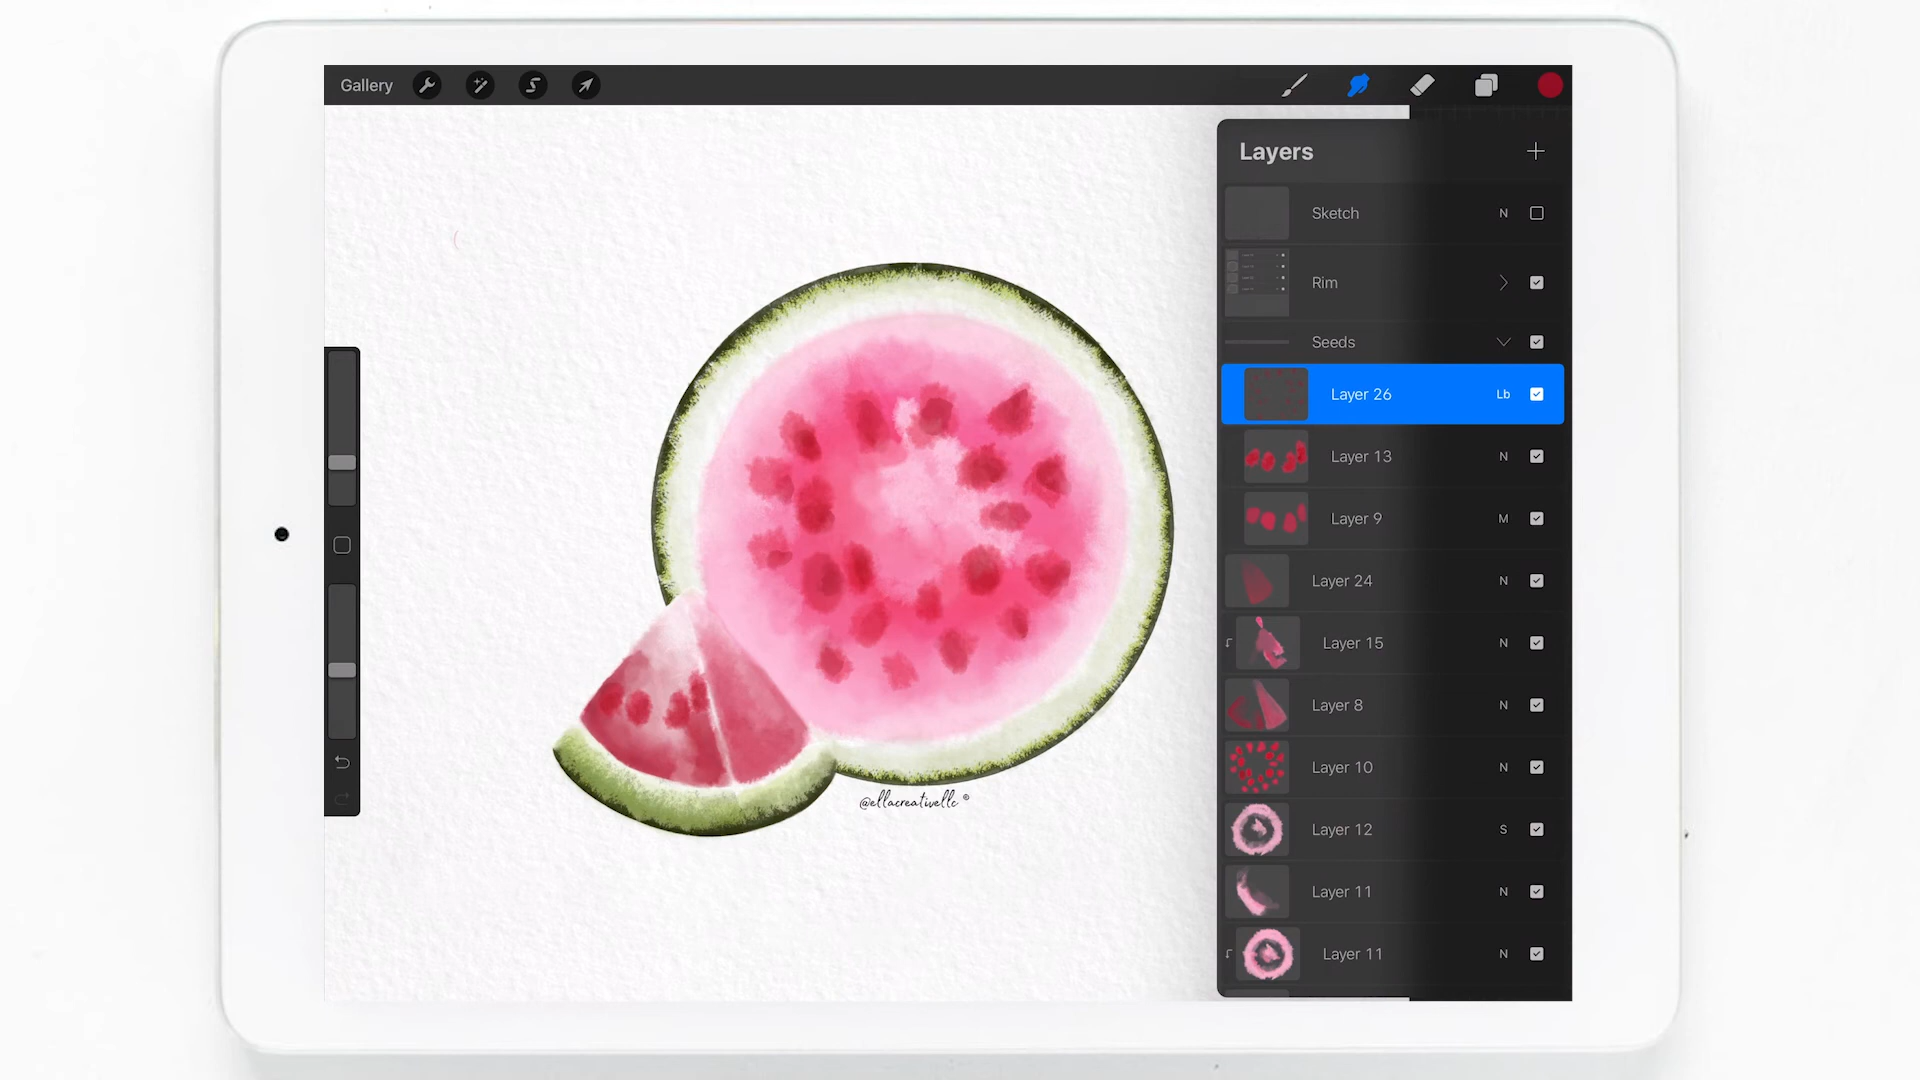 Gallery
Layers
Sketch N
Rim
Seeds
Layer 26 Lb
Layer 13 N
Layer 9 M
Layer 24 N
Layer 15 N
Layer 8 N
Layer 10 N
Layer 12 S
Layer 11 N
Layer 11 N
@ellacreativellc ©